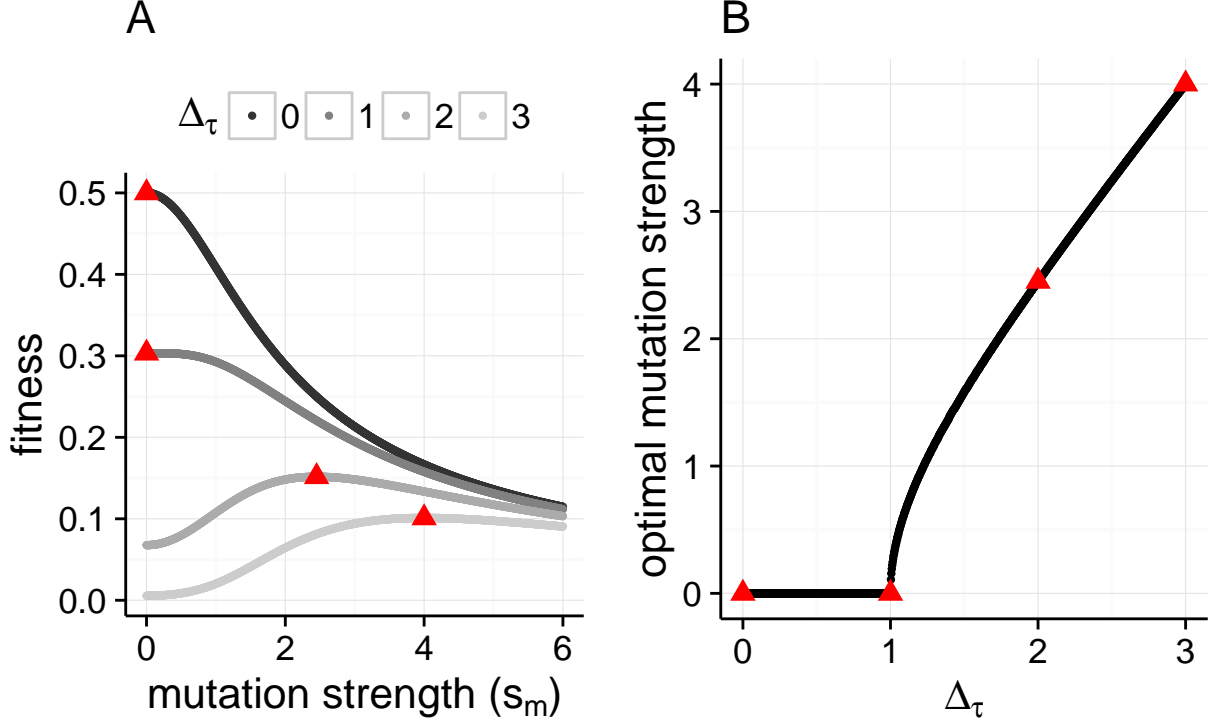 A
Δτ 0 1 2 3
0.5
0.4
0.3
0.2
0.1
0.0
fitness
0 2 4 6
mutation strength (sm)
B
4
3
2
1
0
optimal mutation strength
0 1 2 3
Δτ